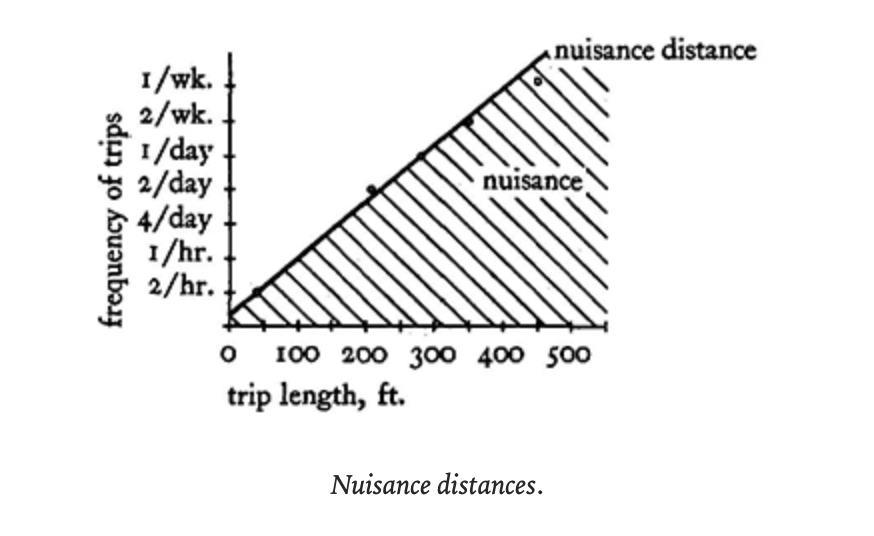 nuisance distance
1/wk.
2/wk.
1/day
2/day
nuisance
4/day
1/hr.
2/hr.
frequency of trips
0 100 200 300 400 500
trip length, ft.
Nuisance distances.